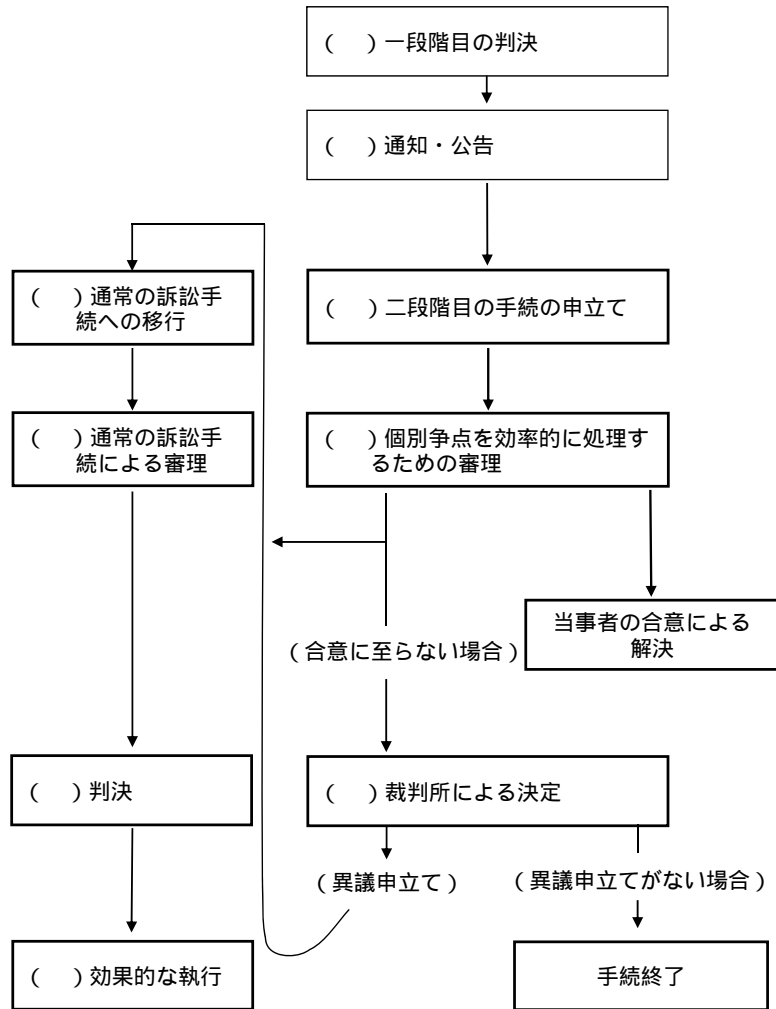 （　）一段階目の判決
（　）通知・公告
（　）通常の訴訟手
続への移行
（　）二段階目の手続の申立て
（　）通常の訴訟手
続による審理
（　）個別争点を効率的に処理す
るための審理
当事者の合意による
解決
（合意に至らない場合）
（　）判決
（　）裁判所による決定
（異議申立て）
（異議申立てがない場合）
（　）効果的な執行
手続終了